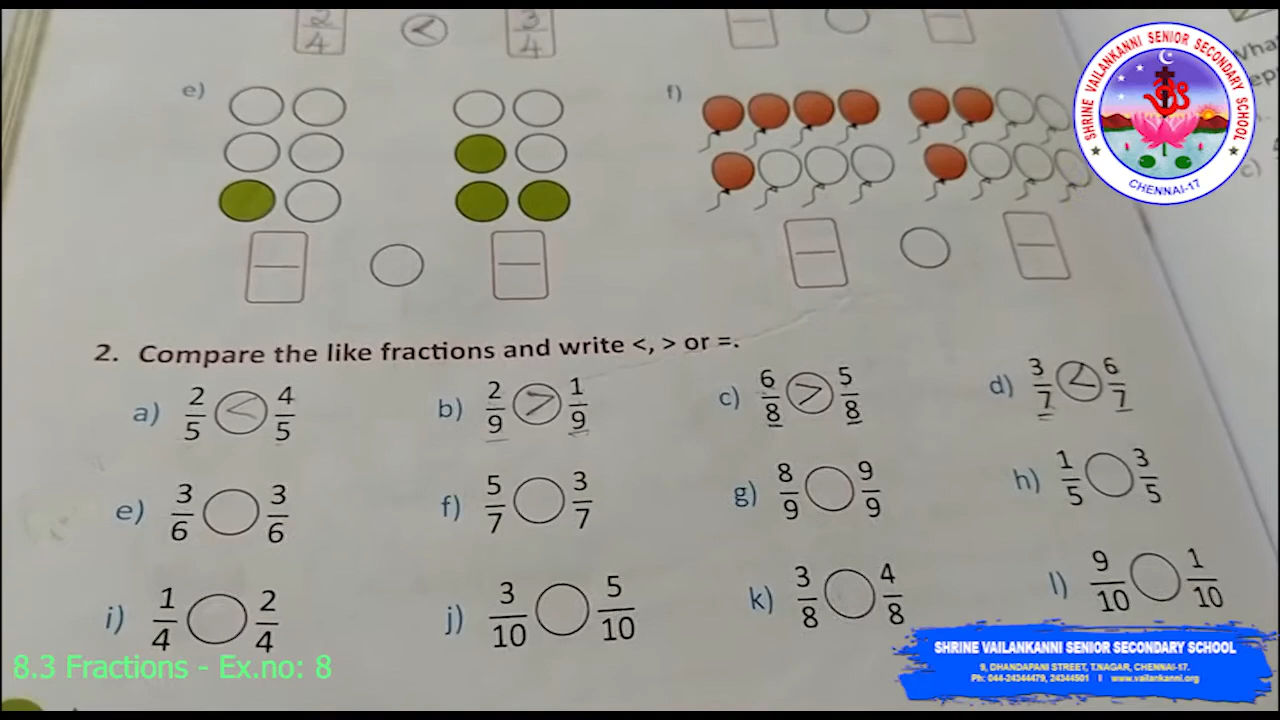 2/4 < 3/4
e) f)
2. Compare the like fractions and write <, > or =.
a) 2/5 < 4/5 b) 2/9 > 1/9 c) 6/8 > 5/8 d) 3/7 < 6/7
e) 3/6 3/6 f) 5/7 3/7 g) 8/9 9/9 h) 1/5 3/5
i) 1/4 2/4 j) 3/10 5/10 k) 3/8 4/8 l) 9/10 1/10
8.3 Fractions - Ex.no: 8
SHRINE VAILANKANNI SENIOR SECONDARY SCHOOL
CHENNAI-17
c)
SHRINE VAILANKANNI SENIOR SECONDARY SCHOOL
9, DHANDAPANI STREET, T.NAGAR, CHENNAI-17.
Ph: 044-24344479, 24344501 I www.vailankanni.org